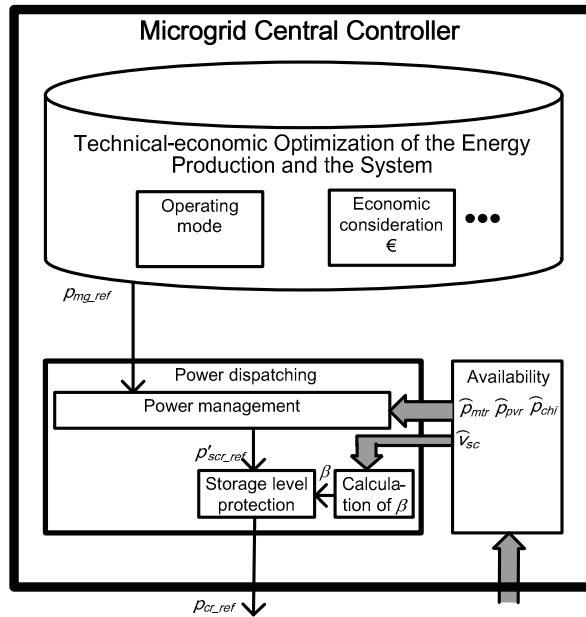 Microgrid Central Controller
Technical-economic Optimization of the Energy
Production and the System
Operating
mode
Economic
consideration
€
•••
p_mg_ref
Power dispatching
Power management
Availability
p̂_mtr p̂_pvr p̂_chi
v̂_sc
p'_scr_ref
β
Storage level
protection
Calcula-
tion of β
p_cr_ref